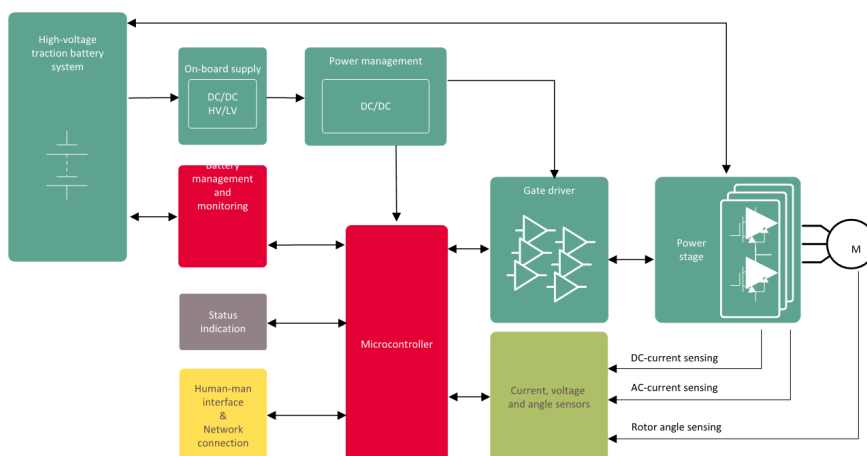 High-voltage
traction battery
system
On-board supply
DC/DC
HV/LV
Power management
DC/DC
Battery
management
and
monitoring
Gate driver
Power
stage
M
Status
indication
Microcontroller
Human-man
interface
&
Network
connection
Current, voltage
and angle sensors
DC-current sensing
AC-current sensing
Rotor angle sensing